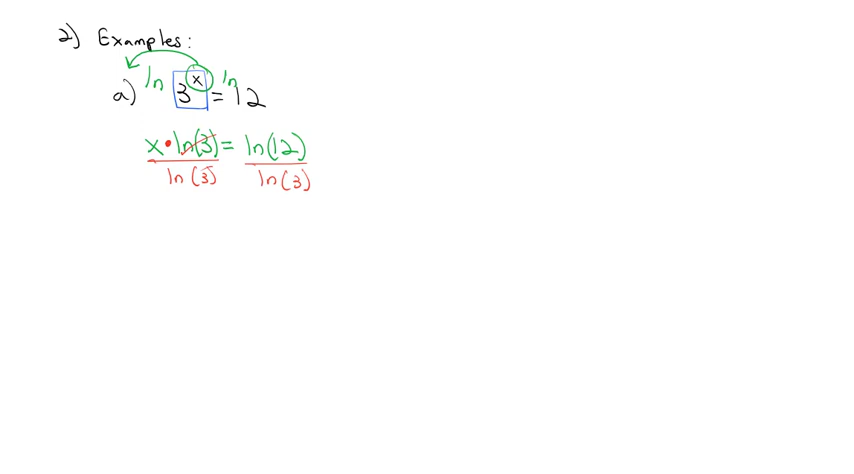 2) Examples:
a) ln 3^x = ln 12
x • ln(3) = ln(12)
ln(3) ln(3)